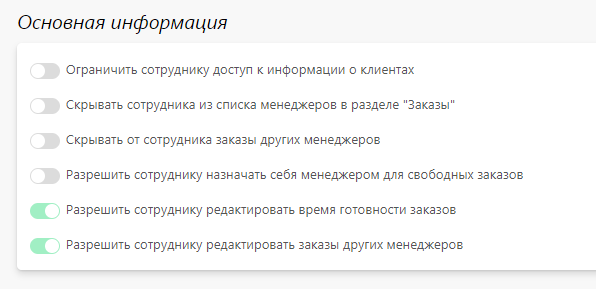 Основная информация
Ограничить сотруднику доступ к информации о клиентах
Скрывать сотрудника из списка менеджеров в разделе "Заказы"
Скрывать от сотрудника заказы других менеджеров
Разрешить сотруднику назначать себя менеджером для свободных заказов
Разрешить сотруднику редактировать время готовности заказов
Разрешить сотруднику редактировать заказы других менеджеров